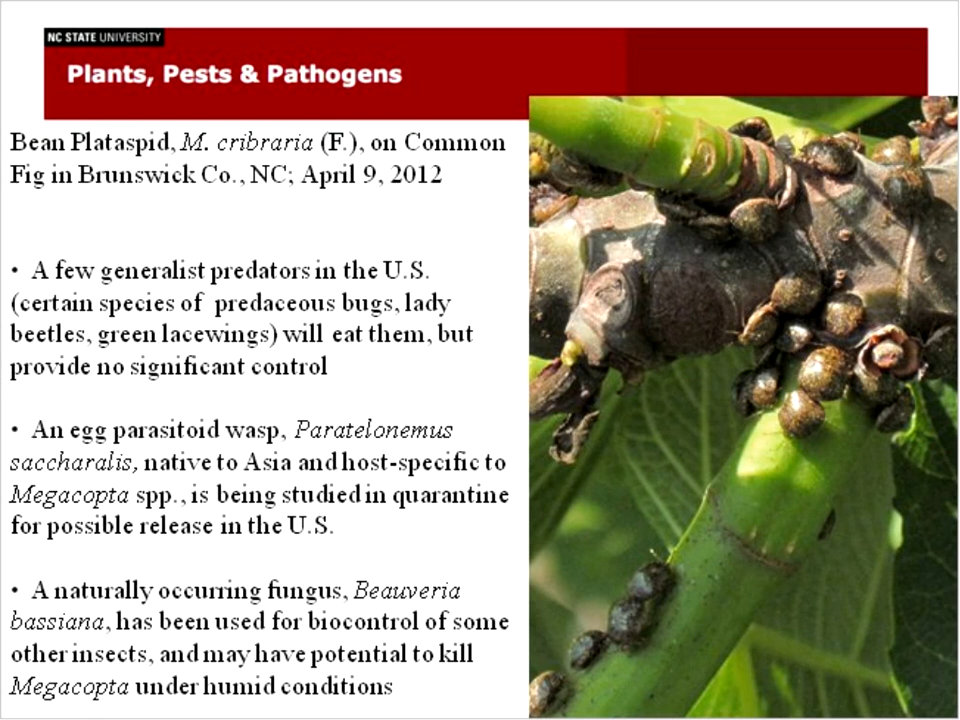 NC STATE UNIVERSITY
Plants, Pests & Pathogens
Bean Plataspid, M. cribraria (F.), on Common
Fig in Brunswick Co., NC; April 9, 2012
• A few generalist predators in the U.S.
(certain species of predaceous bugs, lady
beetles, green lacewings) will eat them, but
provide no significant control
• An egg parasitoid wasp, Paratelonemus
saccharalis, native to Asia and host-specific to
Megacopta spp., is being studied in quarantine
for possible release in the U.S.
• A naturally occurring fungus, Beauveria
bassiana, has been used for biocontrol of some
other insects, and may have potential to kill
Megacopta under humid conditions